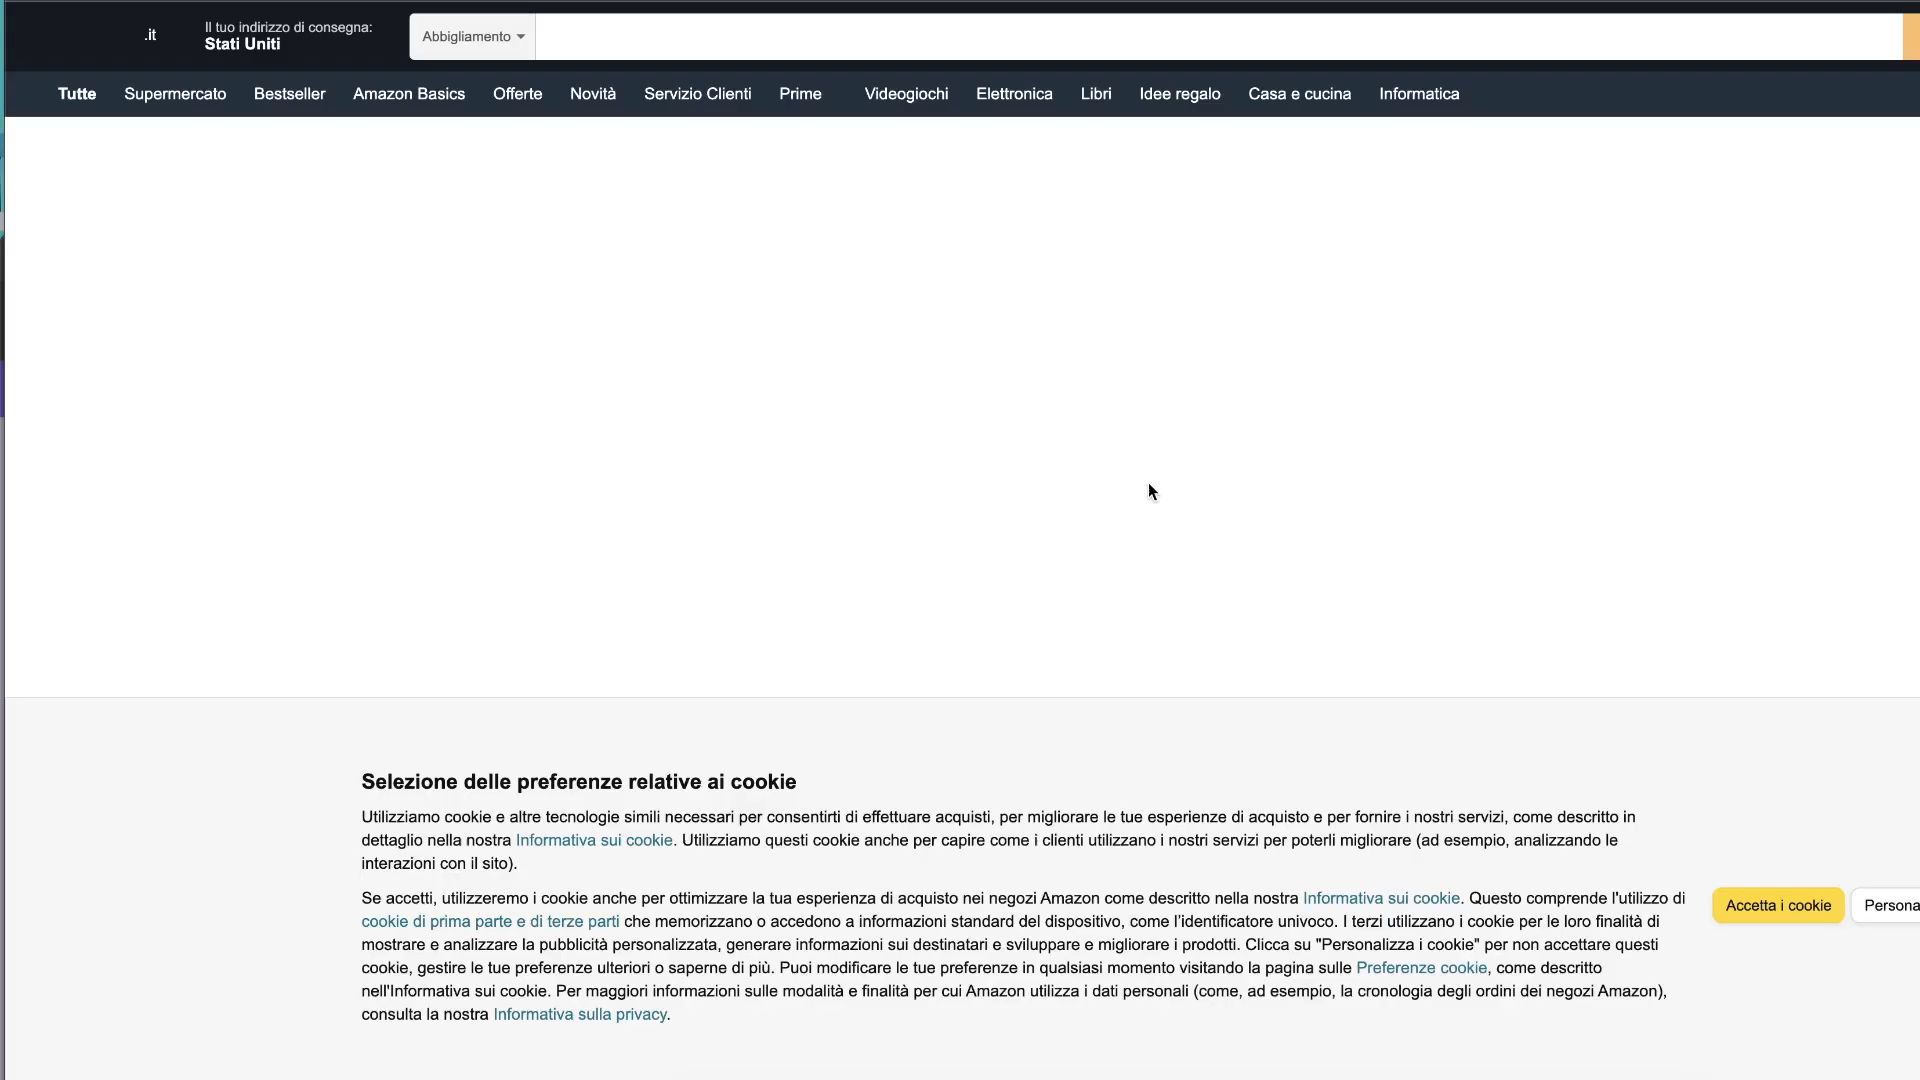 .it
Il tuo indirizzo di consegna:
Stati Uniti
Abbigliamento
Tutte Supermercato Bestseller Amazon Basics Offerte Novità Servizio Clienti Prime Videogiochi Elettronica Libri Idee regalo Casa e cucina Informatica
Selezione delle preferenze relative ai cookie
Utilizziamo cookie e altre tecnologie simili necessari per consentirti di effettuare acquisti, per migliorare le tue esperienze di acquisto e per fornire i nostri servizi, come descritto in
dettaglio nella nostra Informativa sui cookie. Utilizziamo questi cookie anche per capire come i clienti utilizzano i nostri servizi per poterli migliorare (ad esempio, analizzando le
interazioni con il sito).
Se accetti, utilizzeremo i cookie anche per ottimizzare la tua esperienza di acquisto nei negozi Amazon come descritto nella nostra Informativa sui cookie. Questo comprende l'utilizzo di
cookie di prima parte e di terze parti che memorizzano o accedono a informazioni standard del dispositivo, come l’identificatore univoco. I terzi utilizzano i cookie per le loro finalità di
mostrare e analizzare la pubblicità personalizzata, generare informazioni sui destinatari e sviluppare e migliorare i prodotti. Clicca su "Personalizza i cookie" per non accettare questi
cookie, gestire le tue preferenze ulteriori o saperne di più. Puoi modificare le tue preferenze in qualsiasi momento visitando la pagina sulle Preferenze cookie, come descritto
nell'Informativa sui cookie. Per maggiori informazioni sulle modalità e finalità per cui Amazon utilizza i dati personali (come, ad esempio, la cronologia degli ordini dei negozi Amazon),
consulta la nostra Informativa sulla privacy.
Accetta i cookie
Persona